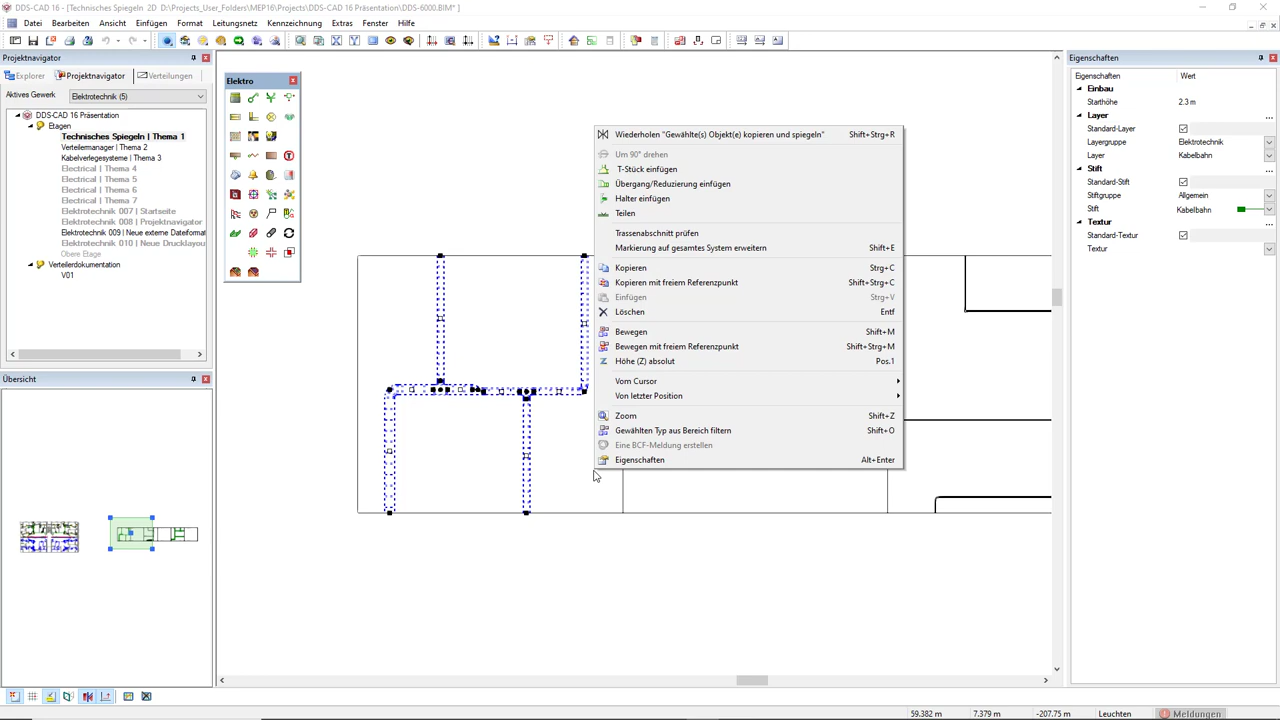 DDS-CAD 16 - [Technisches Spiegeln 2D D:\Projects_User_Folders\MEP16\Projects\DDS-CAD 16 Präsentation\DDS-6000.BIM* ]
Datei Bearbeiten Ansicht Einfügen Format Leitungsnetz Kennzeichnung Extras Fenster Hilfe
Projektnavigator
Explorer Projektnavigator Verteilungen
Aktives Gewerk Elektrotechnik (5)
DDS-CAD 16 Präsentation
Etagen
Technisches Spiegeln | Thema 1
Verteilemanager | Thema 2
Kabelverlegesysteme | Thema 3
Electrical | Thema 4
Electrical | Thema 5
Electrical | Thema 6
Electrical | Thema 7
Elektrotechnik 007 | Startseite
Elektrotechnik 008 | Projektnavigator
Elektrotechnik 009 | Neue externe Dateifomat
Elektrotechnik 010 | Neue Drucklayou
Obere Etage
Verteilerdokumentation
V01
Übersicht
Elektro
Wiederholen "Gewählte(s) Objekt(e) kopieren und spiegeln" Shift+Strg+R
Um 90° drehen
T-Stück einfügen
Übergang/Reduzierung einfügen
Halter einfügen
Teilen
Trassenabschnitt prüfen
Markierung auf gesamtes System erweitern Shift+E
Kopieren Strg+C
Kopieren mit freiem Referenzpunkt Shift+Strg+C
Einfügen Strg+V
Löschen Entf
Bewegen Shift+M
Bewegen mit freiem Referenzpunkt Shift+Strg+M
Höhe (Z) absolut Pos.1
Vom Cursor
Von letzter Position
Zoom Shift+Z
Gewählten Typ aus Bereich filtern Shift+O
Eine BCF-Meldung erstellen
Eigenschaften Alt+Enter
Eigenschaften
Eigenschaften Wert
Einbau
Starthöhe 2.3 m
Layer
Standard-Layer
Layergruppe Elektrotechnik
Layer Kabelbahn
Stift
Standard-Stift
Stiftgruppe Allgemein
Stift Kabelbahn
Textur
Standard-Textur
Textur
59.382 m 7.379 m -207.75 m Leuchten Meldungen